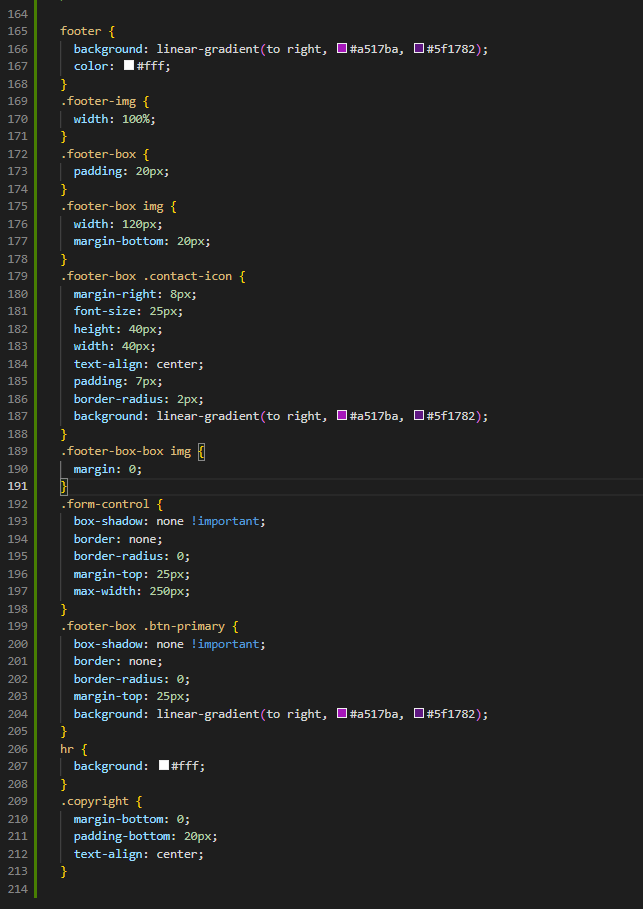 164
165 footer {
166 background: linear-gradient(to right, #a517ba, #5f1782);
167 color: #fff;
168 }
169 .footer-img {
170 width: 100%;
171 }
172 .footer-box {
173 padding: 20px;
174 }
175 .footer-box img {
176 width: 120px;
177 margin-bottom: 20px;
178 }
179 .footer-box .contact-icon {
180 margin-right: 8px;
181 font-size: 25px;
182 height: 40px;
183 width: 40px;
184 text-align: center;
185 padding: 7px;
186 border-radius: 2px;
187 background: linear-gradient(to right, #a517ba, #5f1782);
188 }
189 .footer-box-box img {
190 margin: 0;
191 }
192 .form-control {
193 box-shadow: none !important;
194 border: none;
195 border-radius: 0;
196 margin-top: 25px;
197 max-width: 250px;
198 }
199 .footer-box .btn-primary {
200 box-shadow: none !important;
201 border: none;
202 border-radius: 0;
203 margin-top: 25px;
204 background: linear-gradient(to right, #a517ba, #5f1782);
205 }
206 hr {
207 background: #fff;
208 }
209 .copyright {
210 margin-bottom: 0;
211 padding-bottom: 20px;
212 text-align: center;
213 }
214